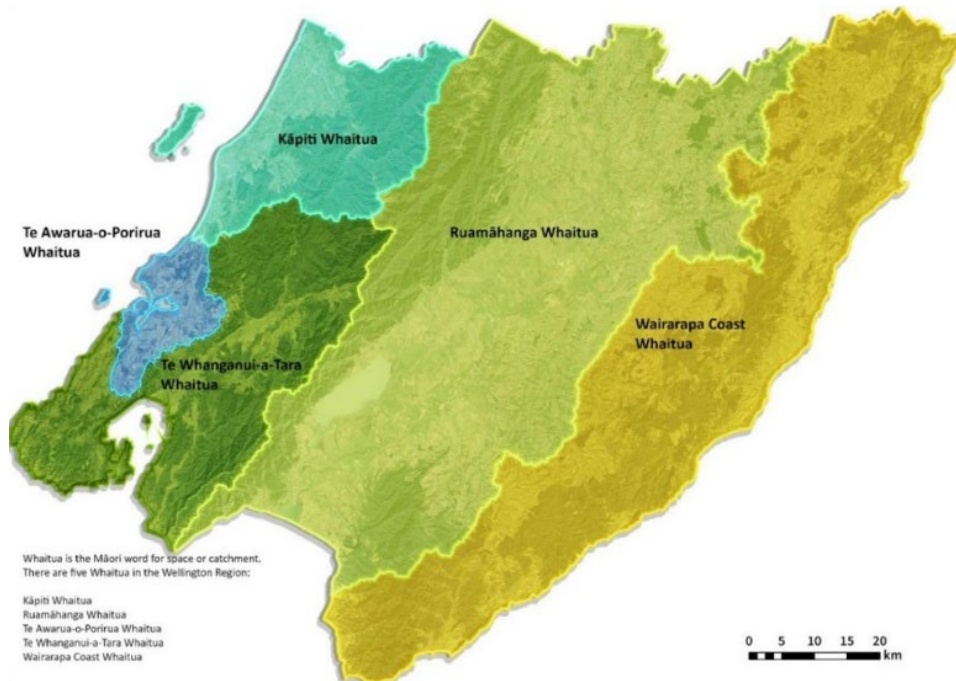 Kāpiti Whaitua
Te Awarua-o-Porirua
Whaitua
Ruamāhanga Whaitua
Wairarapa Coast
Whaitua
Te Whanganui-a-Tara
Whaitua
Whaitua is the Māori word for space or catchment.
There are five Whaitua in the Wellington Region:
Kāpiti Whaitua
Ruamāhanga Whaitua
Te Awarua-o-Porirua Whaitua
Te Whanganui-a-Tara Whaitua
Wairarapa Coast Whaitua
0 5 10 15 20
km